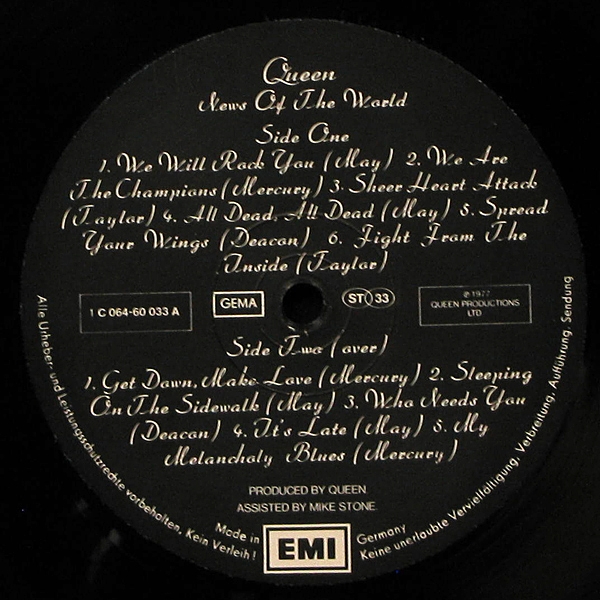 Queen
News Of The World
Side One
1. We Will Rock You (May) 2. We Are
The Champions (Mercury) 3. Sheer Heart Attack
(Taylor) 4. All Dead, All Dead (May) 5. Spread
Your Wings (Deacon) 6. Fight From The
Inside (Taylor)
1 C 064-60 033 A
GEMA
ST 33
℗ 1977
QUEEN PRODUCTIONS
LTD
Side Two (over)
1. Get Down, Make Love (Mercury) 2. Sleeping
On The Sidewalk (May) 3. Who Needs You
(Deacon) 4. It's Late (May) 5. My
Melancholy Blues (Mercury)
PRODUCED BY QUEEN
ASSISTED BY MIKE STONE
Made in
EMI
Germany
Alle Urheber- und Leistungsschutzrechte vorbehalten, Kein Verleih!
Keine unerlaubte Vervielfältigung, Verbreitung, Aufführung, Sendung